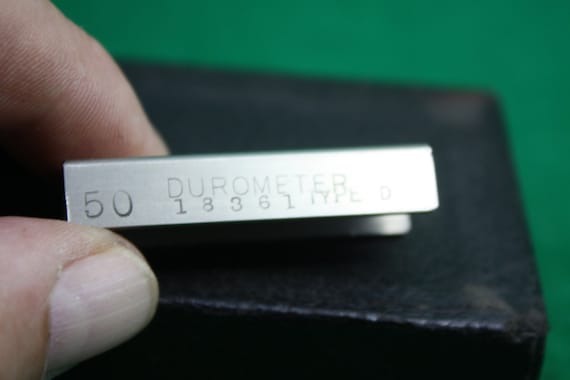 50 DUROMETER
18361 TYPE D